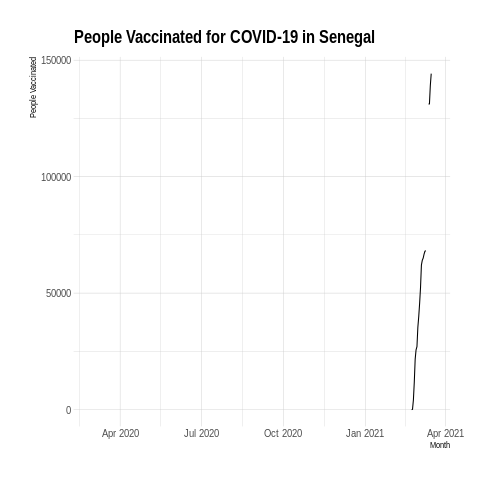 People Vaccinated for COVID-19 in Senegal
People Vaccinated
150000
100000
50000
0
Apr 2020
Jul 2020
Oct 2020
Jan 2021
Apr 2021
Month